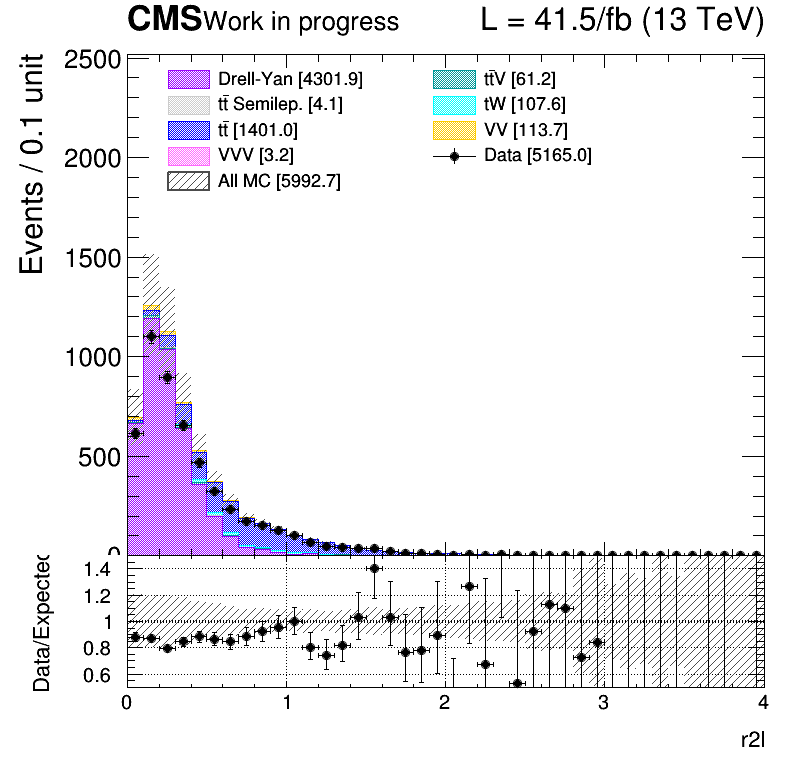 CMS Work in progress L = 41.5/fb (13 TeV)
Events / 0.1 unit
2500
2000
1500
1000
500
0
Drell-Yan [4301.9]
tt̄ Semilep. [4.1]
tt̄ [1401.0]
VVV [3.2]
All MC [5992.7]
tt̄V [61.2]
tW [107.6]
VV [113.7]
Data [5165.0]
Data/Expected
1.4
1.2
1
0.8
0.6
0 1 2 3 4
r2l